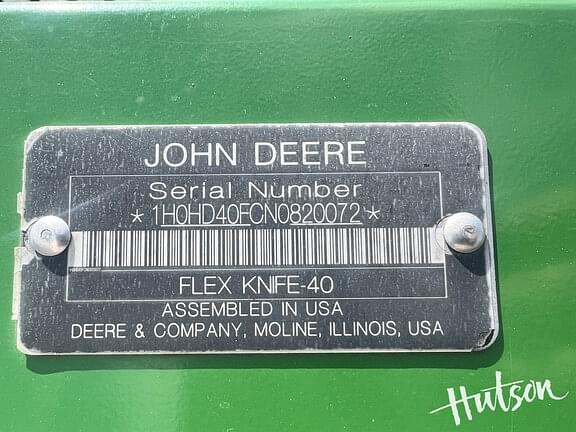 JOHN DEERE
Serial Number
*1H0HD40FCN0820072*
FLEX KNIFE-40
ASSEMBLED IN USA
DEERE & COMPANY, MOLINE, ILLINOIS, USA
Hutson